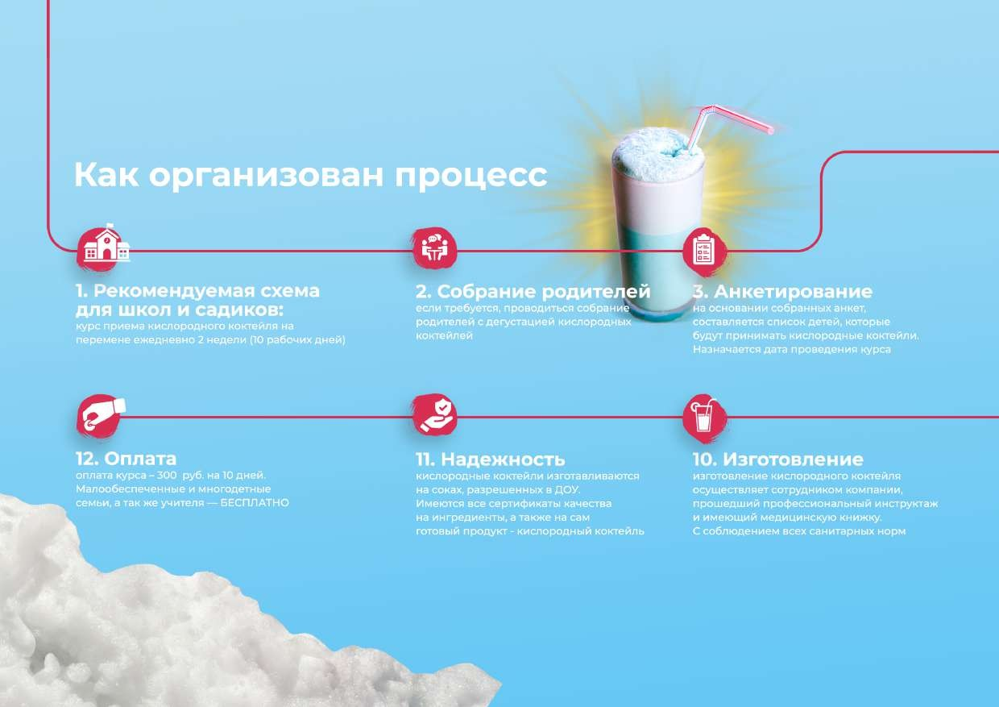 Как организован процесс
1. Рекомендуемая схема
для школ и садиков:
курс приема кислородного коктейля на
перемене ежедневно 2 недели (10 рабочих дней)
2. Собрание родителей
если требуется, проводиться собрание
родителей с дегустацией кислородных
коктейлей
3. Анкетирование
на основании собранных анкет,
составляется список детей, которые
будут принимать кислородные коктейли.
Назначается дата проведения курса
12. Оплата
оплата курса – 300 руб. на 10 дней.
Малообеспеченные и многодетные
семьи, а так же учителя — БЕСПЛАТНО
11. Надежность
кислородные коктейли изготавливаются
на соках, разрешенных в ДОУ.
Имеются все сертификаты качества
на ингредиенты, а также на сам
готовый продукт - кислородный коктейль
10. Изготовление
изготовление кислородного коктейля
осуществляет сотрудником компании,
прошедший профессиональный инструктаж
и имеющий медицинскую книжку.
С соблюдением всех санитарных норм